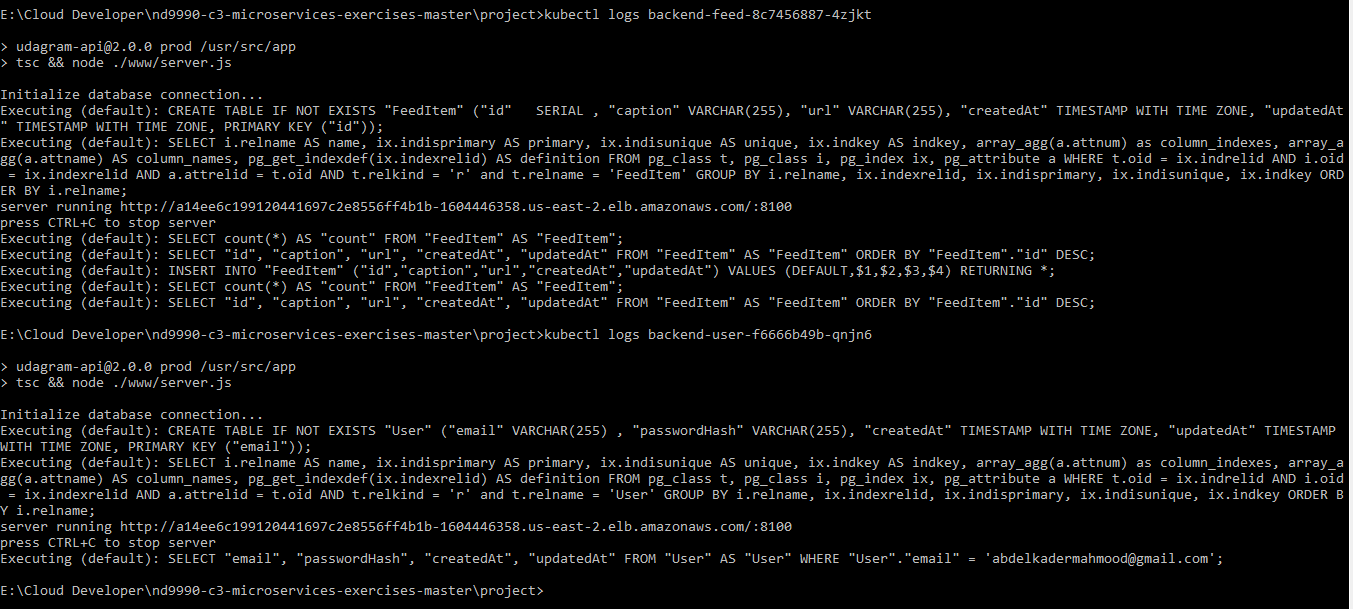 E:\Cloud Developer\nd9990-c3-microservices-exercises-master\project>kubectl logs backend-feed-8c7456887-4zjkt
> udagram-api@2.0.0 prod /usr/src/app
> tsc && node ./www/server.js
Initialize database connection...
Executing (default): CREATE TABLE IF NOT EXISTS "FeedItem" ("id"   SERIAL , "caption" VARCHAR(255), "url" VARCHAR(255), "createdAt" TIMESTAMP WITH TIME ZONE, "updatedAt
" TIMESTAMP WITH TIME ZONE, PRIMARY KEY ("id"));
Executing (default): SELECT i.relname AS name, ix.indisprimary AS primary, ix.indisunique AS unique, ix.indkey AS indkey, array_agg(a.attnum) as column_indexes, array_a
gg(a.attname) AS column_names, pg_get_indexdef(ix.indexrelid) AS definition FROM pg_class t, pg_class i, pg_index ix, pg_attribute a WHERE t.oid = ix.indrelid AND i.oid
 = ix.indexrelid AND a.attrelid = t.oid AND t.relkind = 'r' and t.relname = 'FeedItem' GROUP BY i.relname, ix.indexrelid, ix.indisprimary, ix.indisunique, ix.indkey ORD
ER BY i.relname;
server running http://a14ee6c199120441697c2e8556ff4b1b-1604446358.us-east-2.elb.amazonaws.com/:8100
press CTRL+C to stop server
Executing (default): SELECT count(*) AS "count" FROM "FeedItem" AS "FeedItem";
Executing (default): SELECT "id", "caption", "url", "createdAt", "updatedAt" FROM "FeedItem" AS "FeedItem" ORDER BY "FeedItem"."id" DESC;
Executing (default): INSERT INTO "FeedItem" ("id","caption","url","createdAt","updatedAt") VALUES (DEFAULT,$1,$2,$3,$4) RETURNING *;
Executing (default): SELECT count(*) AS "count" FROM "FeedItem" AS "FeedItem";
Executing (default): SELECT "id", "caption", "url", "createdAt", "updatedAt" FROM "FeedItem" AS "FeedItem" ORDER BY "FeedItem"."id" DESC;
E:\Cloud Developer\nd9990-c3-microservices-exercises-master\project>kubectl logs backend-user-f6666b49b-qnjn6
> udagram-api@2.0.0 prod /usr/src/app
> tsc && node ./www/server.js
Initialize database connection...
Executing (default): CREATE TABLE IF NOT EXISTS "User" ("email" VARCHAR(255) , "passwordHash" VARCHAR(255), "createdAt" TIMESTAMP WITH TIME ZONE, "updatedAt" TIMESTAMP
WITH TIME ZONE, PRIMARY KEY ("email"));
Executing (default): SELECT i.relname AS name, ix.indisprimary AS primary, ix.indisunique AS unique, ix.indkey AS indkey, array_agg(a.attnum) as column_indexes, array_a
gg(a.attname) AS column_names, pg_get_indexdef(ix.indexrelid) AS definition FROM pg_class t, pg_class i, pg_index ix, pg_attribute a WHERE t.oid = ix.indrelid AND i.oid
 = ix.indexrelid AND a.attrelid = t.oid AND t.relkind = 'r' and t.relname = 'User' GROUP BY i.relname, ix.indexrelid, ix.indisprimary, ix.indisunique, ix.indkey ORDER B
Y i.relname;
server running http://a14ee6c199120441697c2e8556ff4b1b-1604446358.us-east-2.elb.amazonaws.com/:8100
press CTRL+C to stop server
Executing (default): SELECT "email", "passwordHash", "createdAt", "updatedAt" FROM "User" AS "User" WHERE "User"."email" = 'abdelkadermahmood@gmail.com';
E:\Cloud Developer\nd9990-c3-microservices-exercises-master\project>